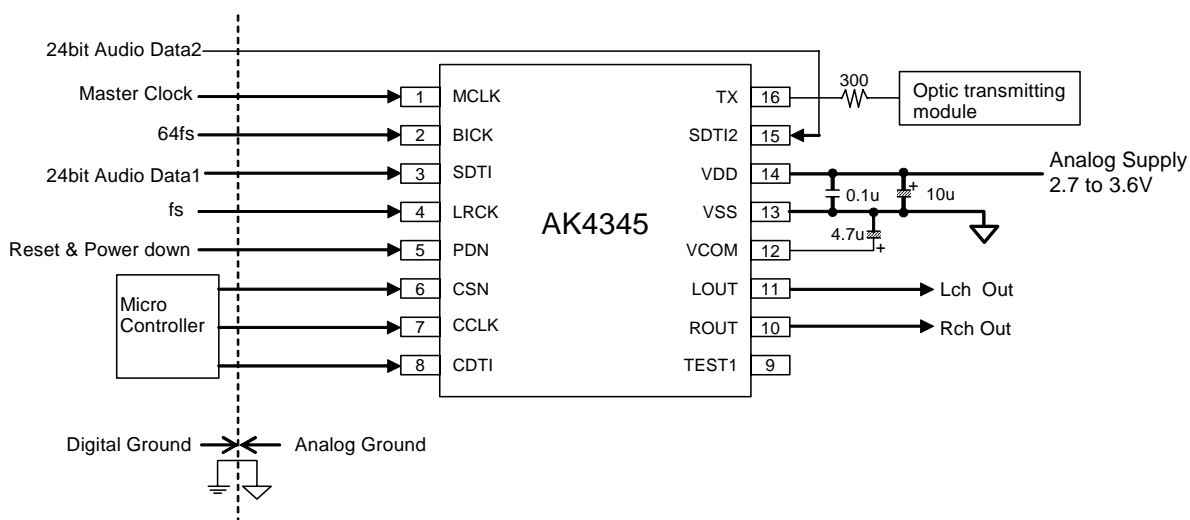 24bit Audio Data2
Master Clock
64fs
24bit Audio Data1
fs
Reset & Power down
Micro
Controller
Digital Ground
Analog Ground
1 MCLK
2 BICK
3 SDTI
4 LRCK
5 PDN
6 CSN
7 CCLK
8 CDTI
AK4345
TX 16
SDTI2 15
VDD 14
VSS 13
VCOM 12
LOUT 11
ROUT 10
TEST1 9
300
Optic transmitting
module
Analog Supply
2.7 to 3.6V
0.1u
+
10u
4.7u
+
Lch Out
Rch Out